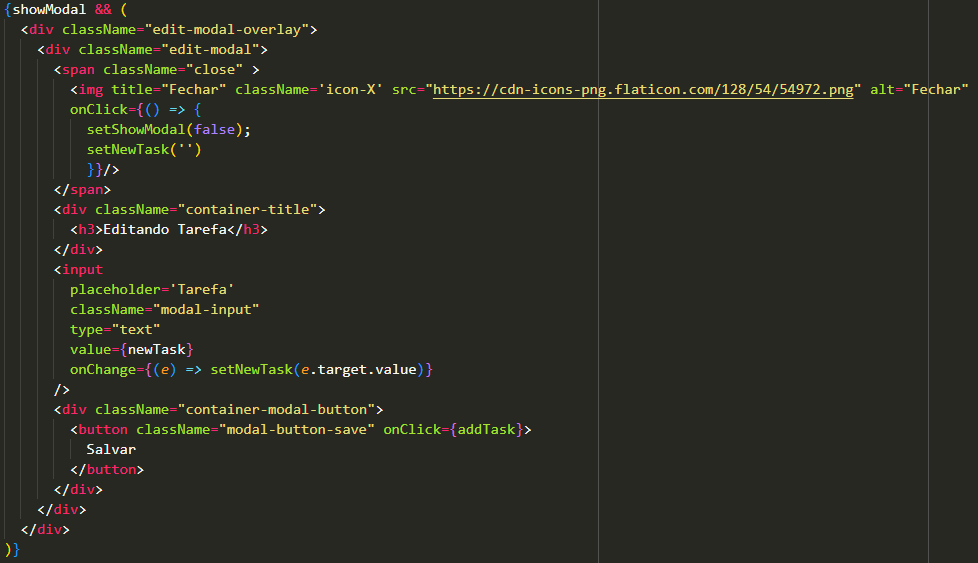 {showModal && (
<div className="edit-modal-overlay">
<div className="edit-modal">
<span className="close" >
<img title="Fechar" className='icon-X' src="https://cdn-icons-png.flaticon.com/128/54/54972.png" alt="Fechar"
onClick={() => {
setShowModal(false);
setNewTask('')
}}/>
</span>
<div className="container-title">
<h3>Editando Tarefa</h3>
</div>
<input
placeholder='Tarefa'
className="modal-input"
type="text"
value={newTask}
onChange={(e) => setNewTask(e.target.value)}
/>
<div className="container-modal-button">
<button className="modal-button-save" onClick={addTask}>
Salvar
</button>
</div>
</div>
</div>
)}